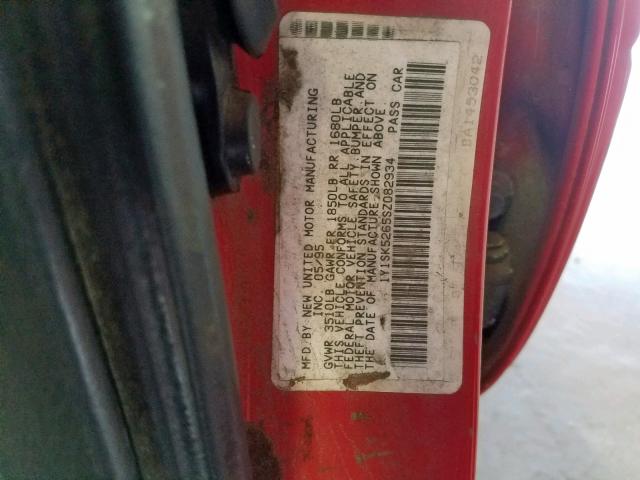 MFD.BY NEW UNITED MOTOR MANUFACTURING
INC. 05/95
GVWR 3510LB GAWR FR 1850LB RR 1680LB
THIS VEHICLE CONFORMS TO ALL APPLICABLE
FEDERAL MOTOR VEHICLE SAFETY,BUMPER,AND
THEFT PREVENTION STANDARDS IN EFFECT ON
THE DATE OF MANUFACTURE SHOWN ABOVE
1Y1SK5265SZ082934 PASS CAR
BA1453042